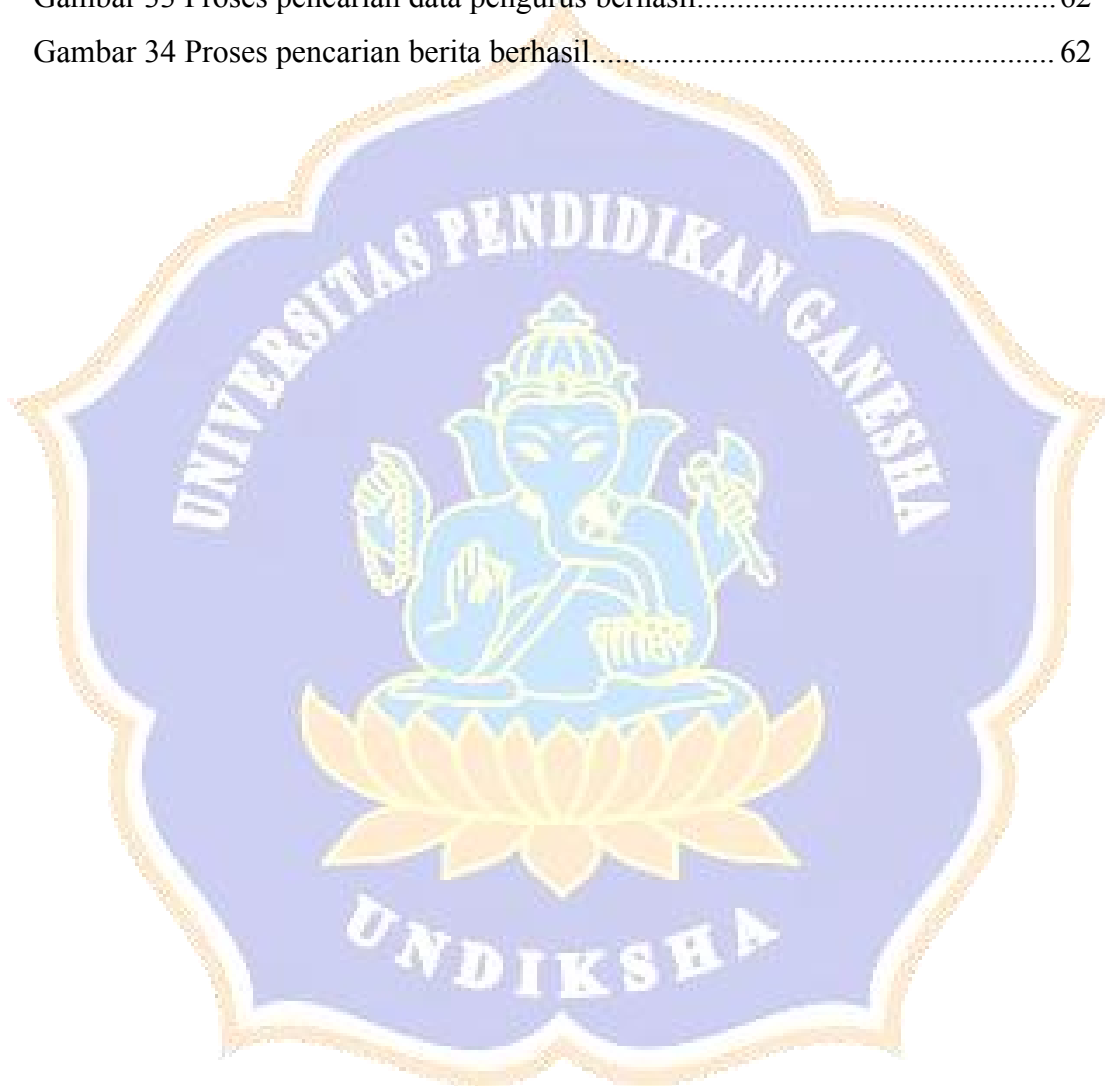 Gambar 33 Proses pencarian data pengurus berhasil.............................................. 62
Gambar 34 Proses pencarian berita berhasil........................................................... 62
UNIVERSITAS PENDIDIKAN GANESHA
UNDIKSHA